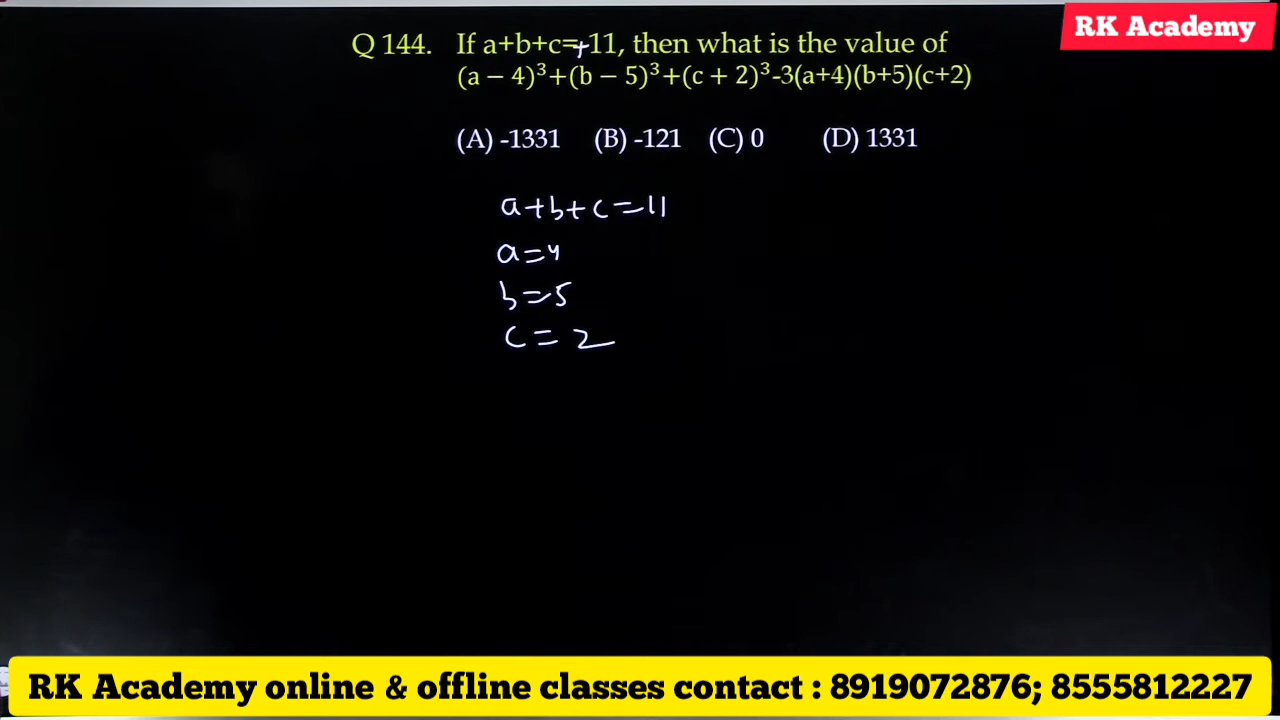 RK Academy
Q 144. If a+b+c=+11, then what is the value of
(a − 4)³+(b − 5)³+(c + 2)³-3(a+4)(b+5)(c+2)
(A) -1331 (B) -121 (C) 0 (D) 1331
a+b+c=11
a=4
b=5
c=2
RK Academy online & offline classes contact : 8919072876; 8555812227